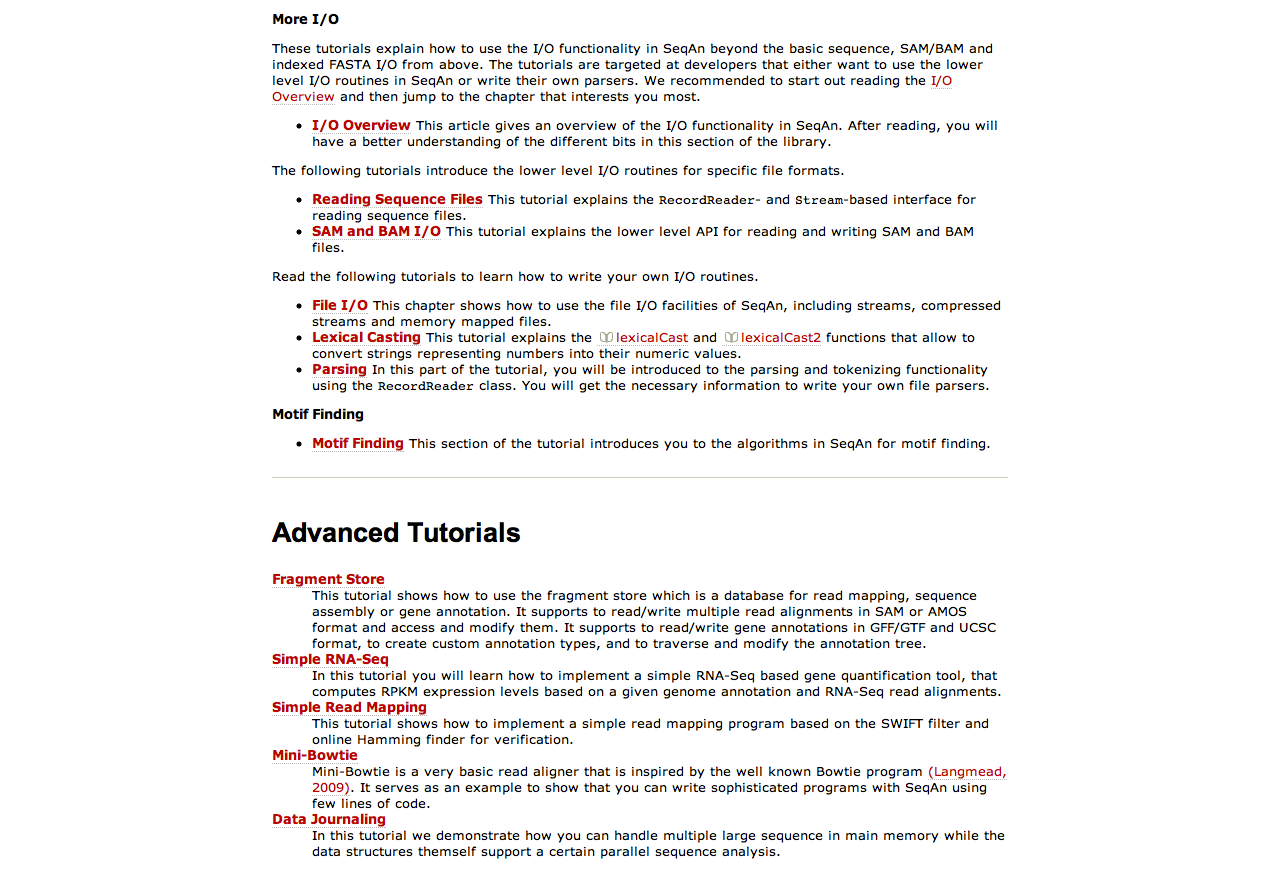 More I/O
These tutorials explain how to use the I/O functionality in SeqAn beyond the basic sequence, SAM/BAM and
indexed FASTA I/O from above. The tutorials are targeted at developers that either want to use the lower
level I/O routines in SeqAn or write their own parsers. We recommended to start out reading the I/O
Overview and then jump to the chapter that interests you most.
• I/O Overview This article gives an overview of the I/O functionality in SeqAn. After reading, you will
have a better understanding of the different bits in this section of the library.
The following tutorials introduce the lower level I/O routines for specific file formats.
• Reading Sequence Files This tutorial explains the RecordReader- and Stream-based interface for
reading sequence files.
• SAM and BAM I/O This tutorial explains the lower level API for reading and writing SAM and BAM
files.
Read the following tutorials to learn how to write your own I/O routines.
• File I/O This chapter shows how to use the file I/O facilities of SeqAn, including streams, compressed
streams and memory mapped files.
• Lexical Casting This tutorial explains the lexicalCast and lexicalCast2 functions that allow to
convert strings representing numbers into their numeric values.
• Parsing In this part of the tutorial, you will be introduced to the parsing and tokenizing functionality
using the RecordReader class. You will get the necessary information to write your own file parsers.
Motif Finding
• Motif Finding This section of the tutorial introduces you to the algorithms in SeqAn for motif finding.
Advanced Tutorials
Fragment Store
This tutorial shows how to use the fragment store which is a database for read mapping, sequence
assembly or gene annotation. It supports to read/write multiple read alignments in SAM or AMOS
format and access and modify them. It supports to read/write gene annotations in GFF/GTF and UCSC
format, to create custom annotation types, and to traverse and modify the annotation tree.
Simple RNA-Seq
In this tutorial you will learn how to implement a simple RNA-Seq based gene quantification tool, that
computes RPKM expression levels based on a given genome annotation and RNA-Seq read alignments.
Simple Read Mapping
This tutorial shows how to implement a simple read mapping program based on the SWIFT filter and
online Hamming finder for verification.
Mini-Bowtie
Mini-Bowtie is a very basic read aligner that is inspired by the well known Bowtie program (Langmead,
2009). It serves as an example to show that you can write sophisticated programs with SeqAn using
few lines of code.
Data Journaling
In this tutorial we demonstrate how you can handle multiple large sequence in main memory while the
data structures themself support a certain parallel sequence analysis.